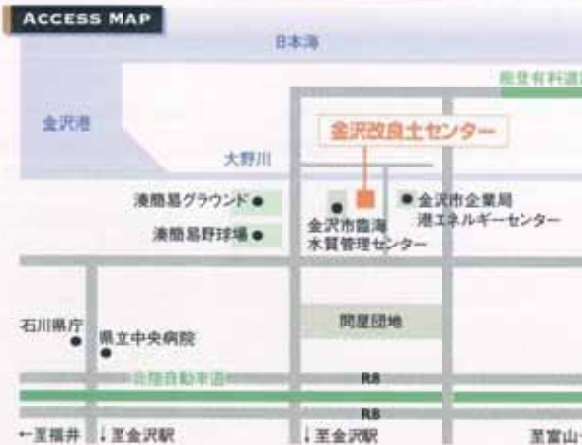 ACCESS MAP
日本海
能登有料道路
金沢港
金沢改良土センター
大野川
湊簡易グラウンド
金沢市企業局
港エネルギーセンター
金沢市臨海
水質管理センター
湊簡易野球場
石川県庁
県立中央病院
問屋団地
北陸自動車道
R8
R8
←至福井
↓至金沢駅
↓至金沢駅
至富山→